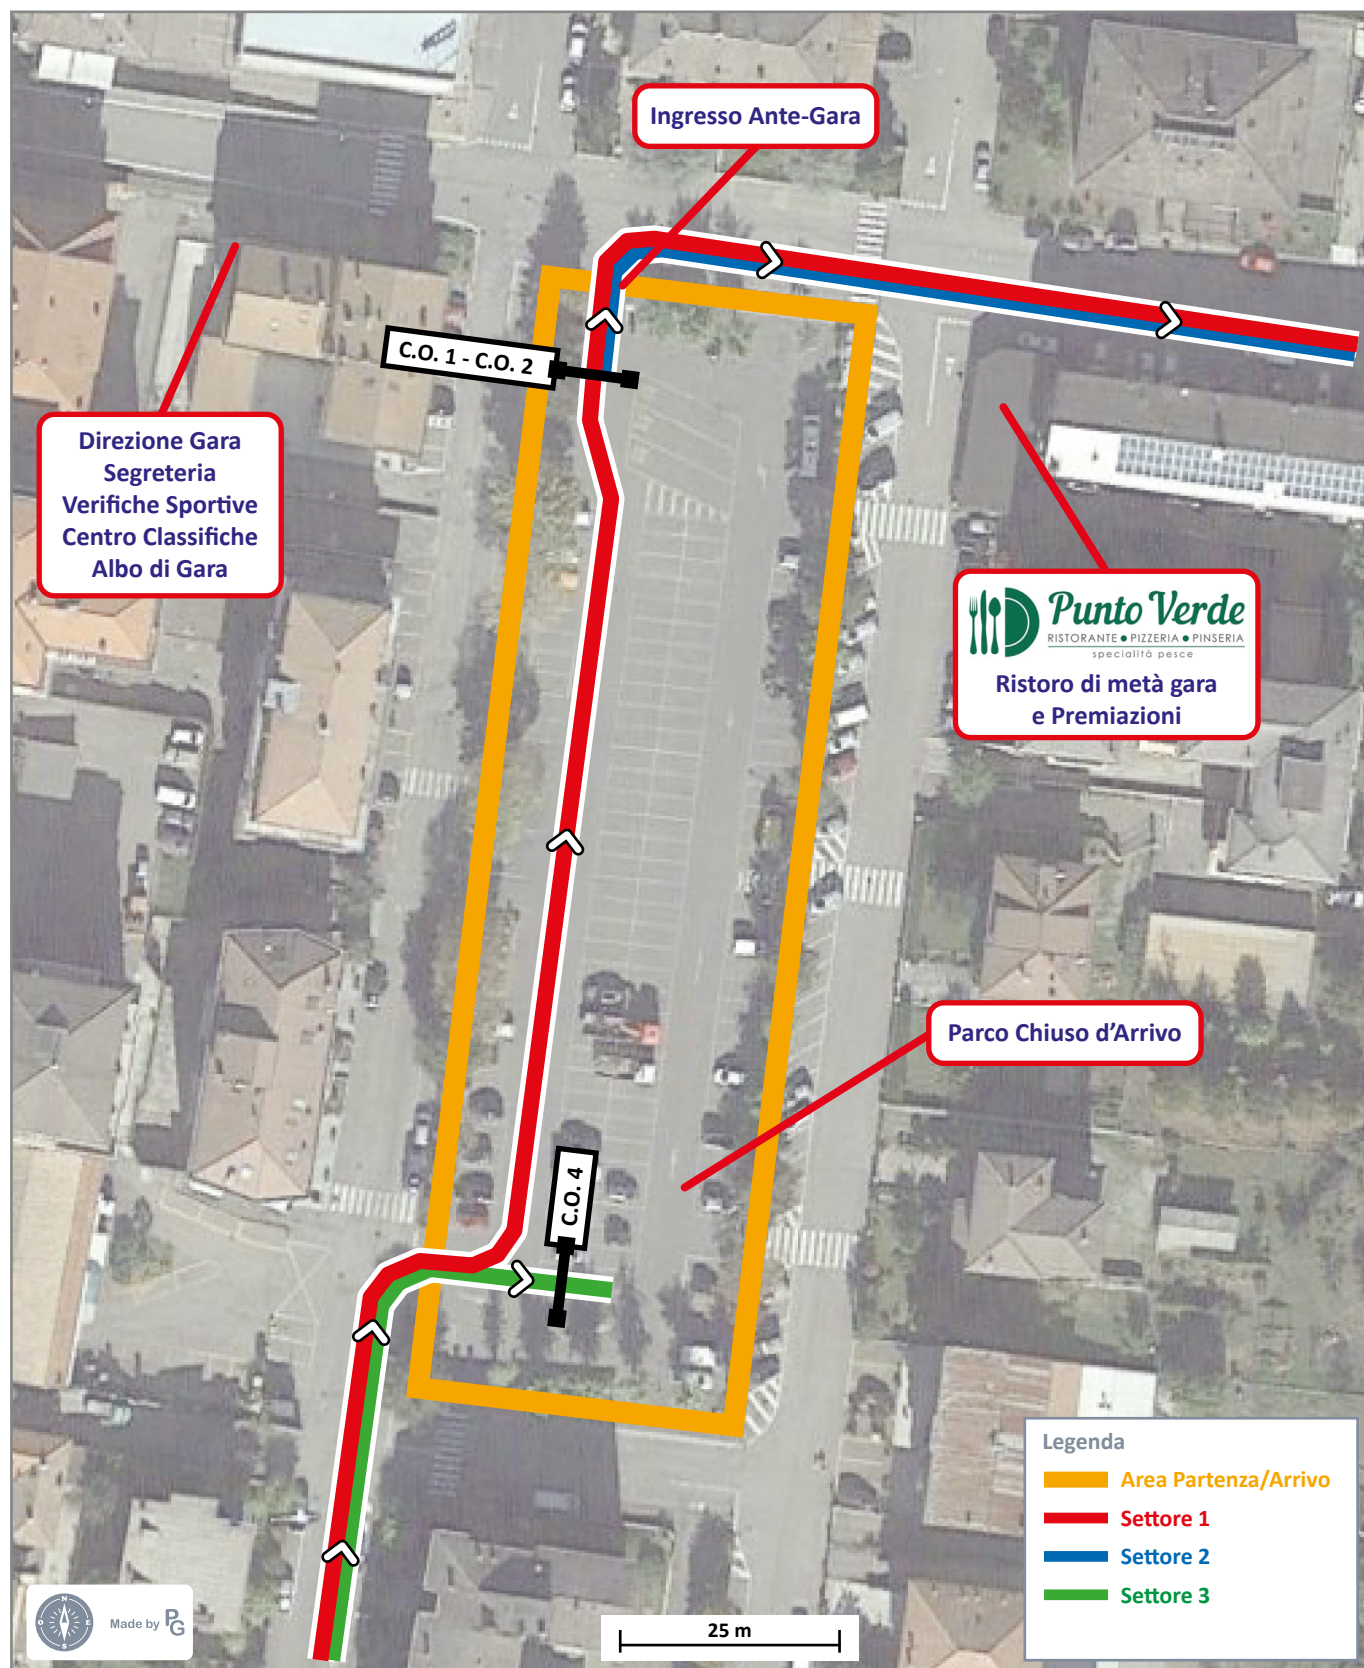 Ingresso Ante-Gara
C.O. 1 - C.O. 2
Direzione Gara
Segreteria
Verifiche Sportive
Centro Classifiche
Albo di Gara
Punto Verde
RISTORANTE • PIZZERIA • PINSERIA
specialità pesce
Ristoro di metà gara
e Premiazioni
Parco Chiuso d'Arrivo
C.O. 4
Legenda
Area Partenza/Arrivo
Settore 1
Settore 2
Settore 3
N
O E
S
Made by PG
25 m